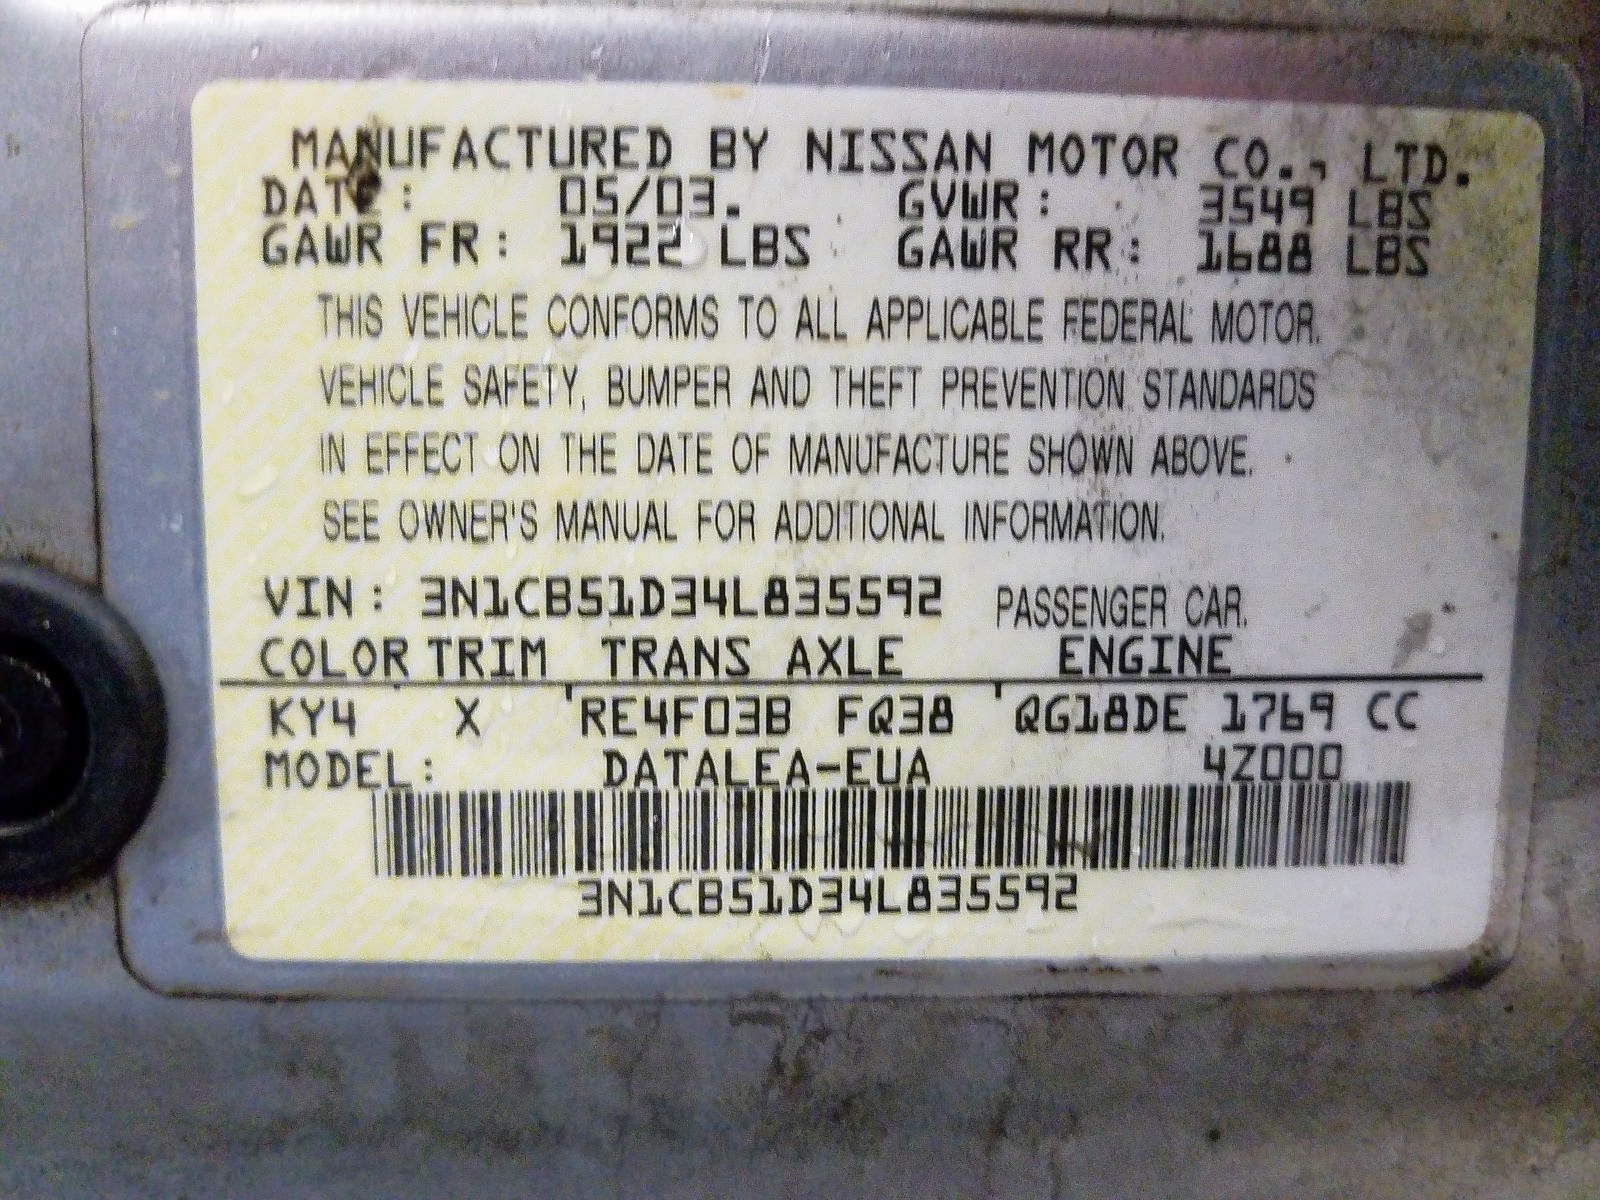 MANUFACTURED BY NISSAN MOTOR CO., LTD.
DATE: 05/03. GVWR: 3549 LBS
GAWR FR: 1922 LBS GAWR RR: 1688 LBS
THIS VEHICLE CONFORMS TO ALL APPLICABLE FEDERAL MOTOR.
VEHICLE SAFETY, BUMPER AND THEFT PREVENTION STANDARDS
IN EFFECT ON THE DATE OF MANUFACTURE SHOWN ABOVE.
SEE OWNER'S MANUAL FOR ADDITIONAL INFORMATION.
VIN: 3N1CB51D34L835592 PASSENGER CAR.
COLOR TRIM TRANS AXLE ENGINE
KY4 X RE4F03B FQ38 QG18DE 1769 CC
MODEL: DATALEA-EUA 4Z000
3N1CB51D34L835592